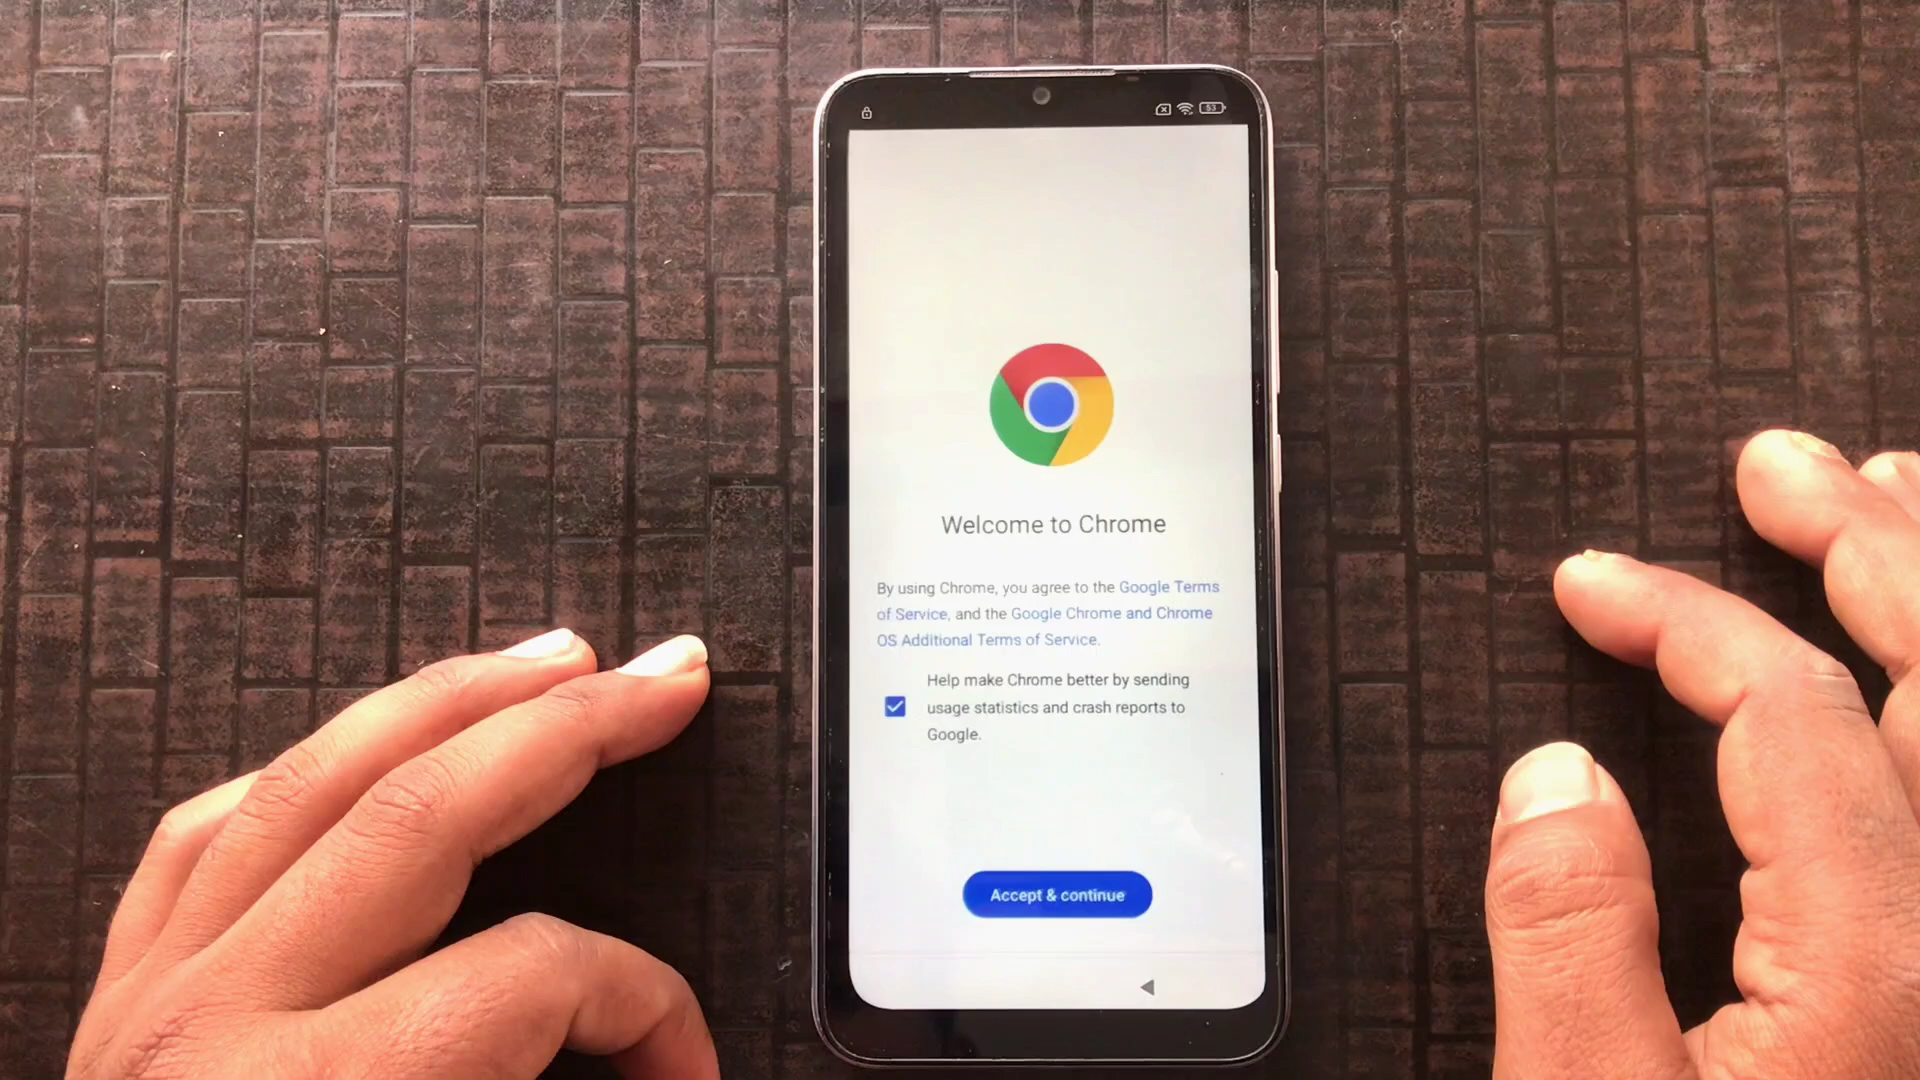 53
Welcome to Chrome
By using Chrome, you agree to the Google Terms
of Service, and the Google Chrome and Chrome
OS Additional Terms of Service.
Help make Chrome better by sending
usage statistics and crash reports to
Google.
Accept & continue